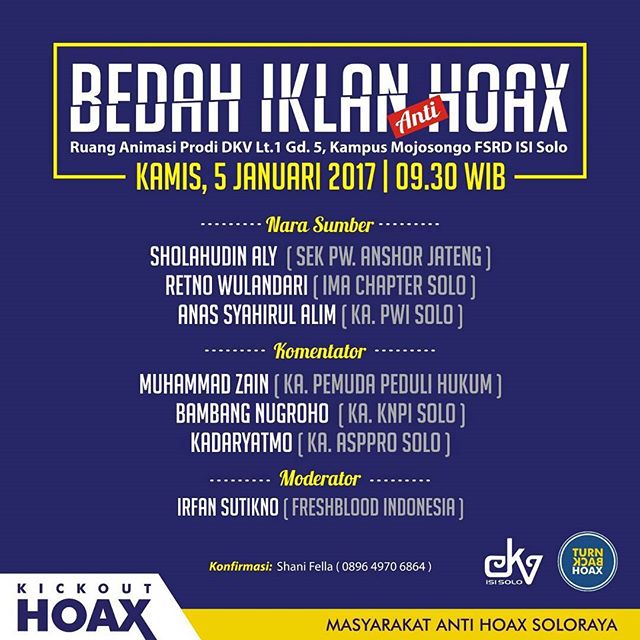 BEDAH IKLAN Anti HOAX
Ruang Animasi Prodi DKV Lt.1 Gd. 5, Kampus Mojosongo FSRD ISI Solo
KAMIS, 5 JANUARI 2017 | 09.30 WIB
Nara Sumber
SHOLAHUDIN ALY ( SEK PW. ANSHOR JATENG )
RETNO WULANDARI ( IMA CHAPTER SOLO )
ANAS SYAHIRUL ALIM ( KA. PWI SOLO )
Komentator
MUHAMMAD ZAIN ( KA. PEMUDA PEDULI HUKUM )
BAMBANG NUGROHO ( KA. KNPI SOLO )
KADARYATMO ( KA. ASPPRO SOLO )
Moderator
IRFAN SUTIKNO ( FRESHBLOOD INDONESIA )
Konfirmasi: Shani Fella ( 0896 4970 6864 )
dkv
ISI SOLO
TURN
BACK
HOAX
KICKOUT
HOAX
MASYARAKAT ANTI HOAX SOLORAYA